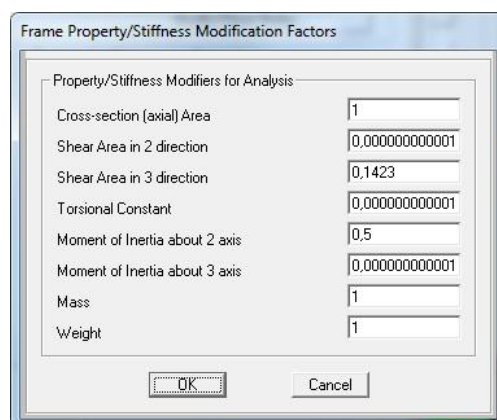 Frame Property/Stiffness Modification Factors
Property/Stiffness Modifiers for Analysis
Cross-section (axial) Area 1
Shear Area in 2 direction 0,000000000001
Shear Area in 3 direction 0,1423
Torsional Constant 0,000000000001
Moment of Inertia about 2 axis 0,5
Moment of Inertia about 3 axis 0,000000000001
Mass 1
Weight 1
OK Cancel